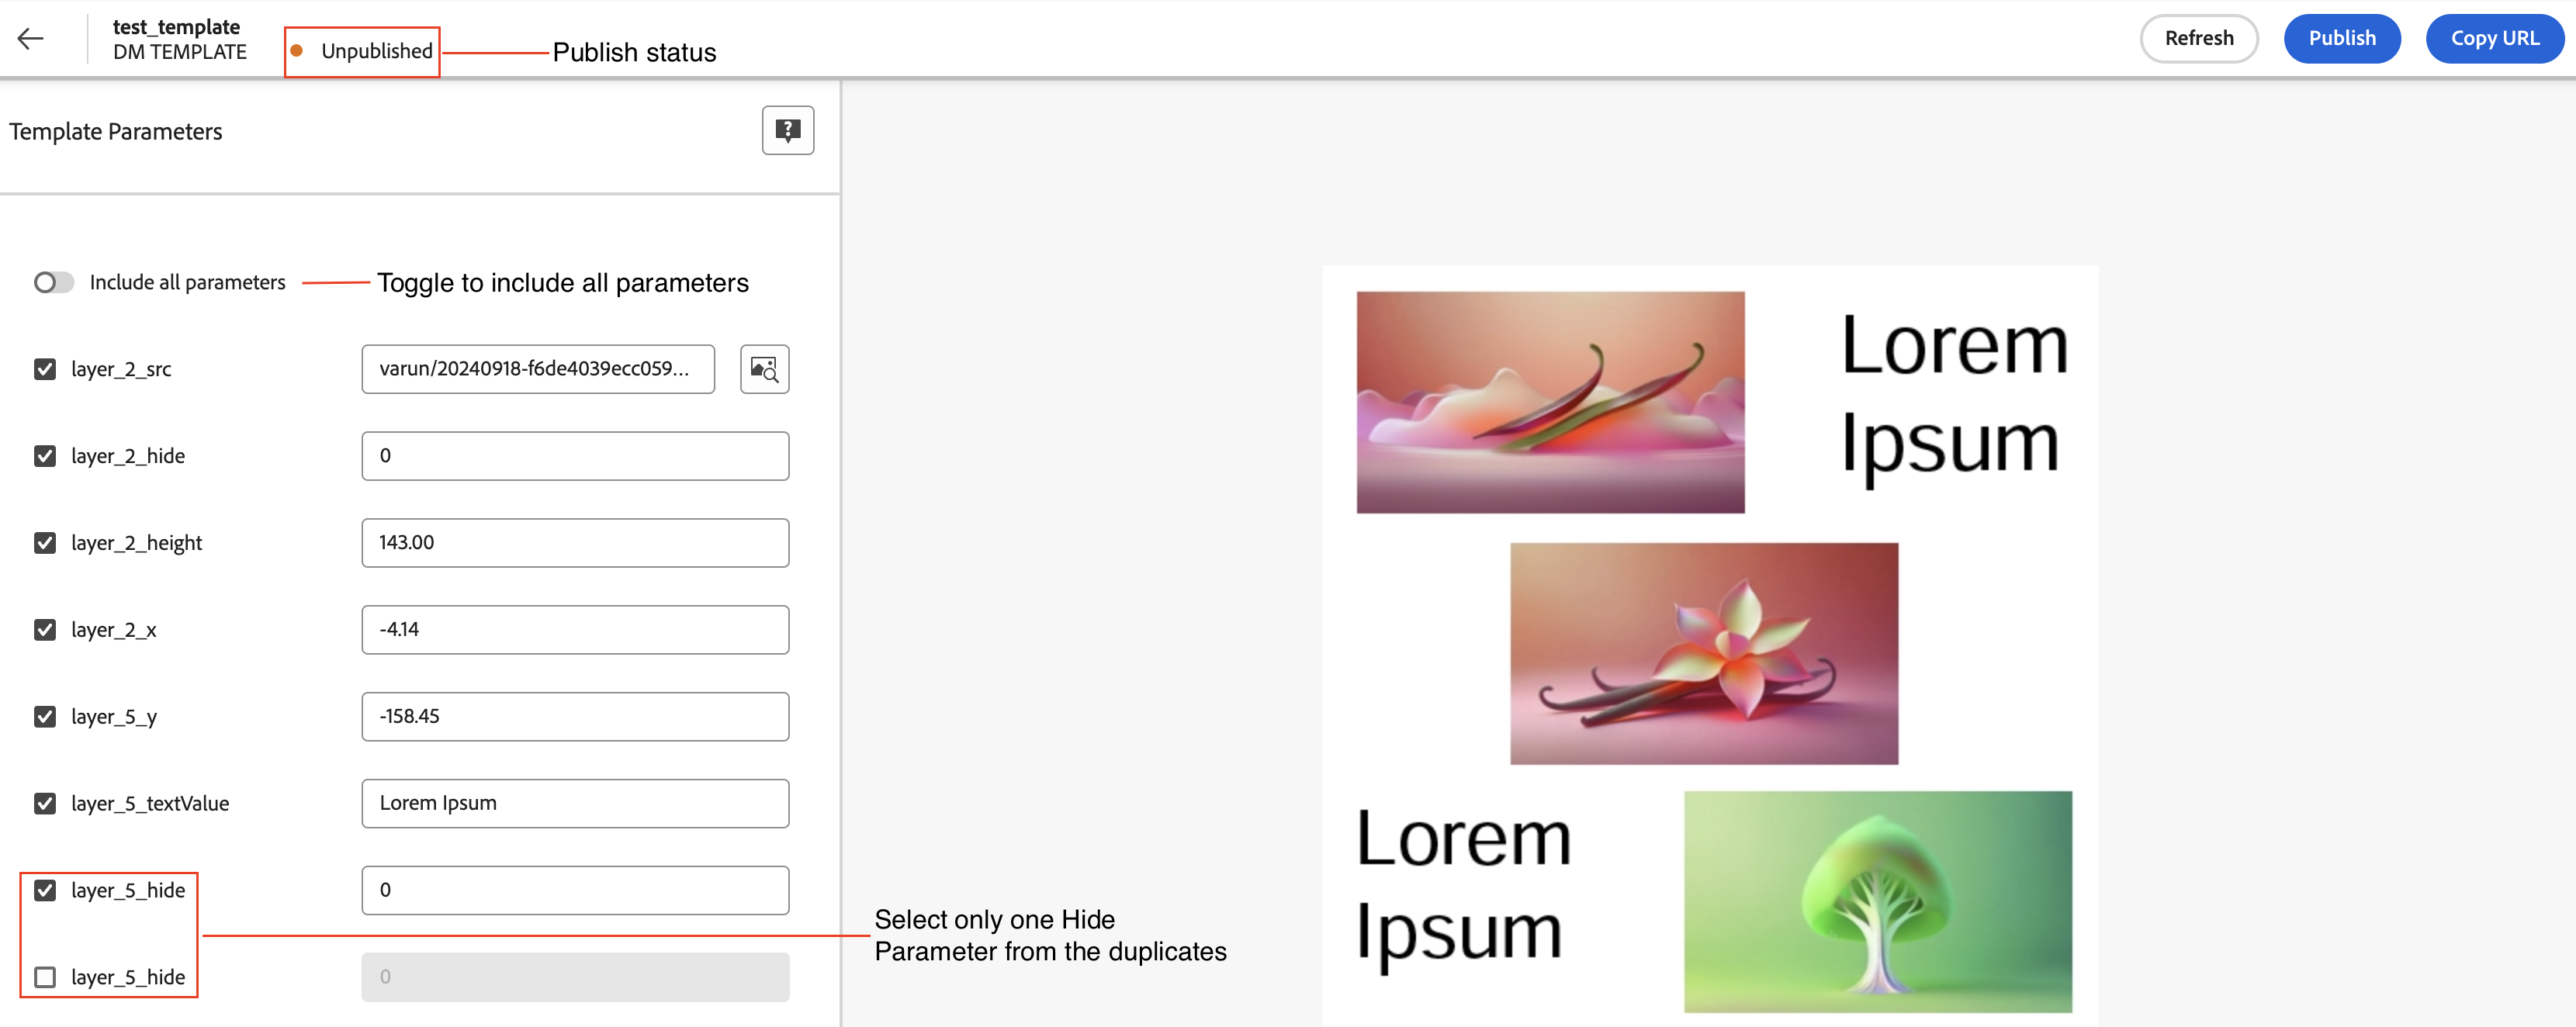 test_template
DM TEMPLATE
Unpublished
Publish status
Refresh
Publish
Copy URL
Template Parameters
?
Include all parameters
Toggle to include all parameters
layer_2_src
varun/20240918-f6de4039ecc059...
layer_2_hide
0
layer_2_height
143.00
layer_2_x
-4.14
layer_5_y
-158.45
layer_5_textValue
Lorem Ipsum
layer_5_hide
0
layer_5_hide
0
Select only one Hide
Parameter from the duplicates
Lorem
Ipsum
Lorem
Ipsum